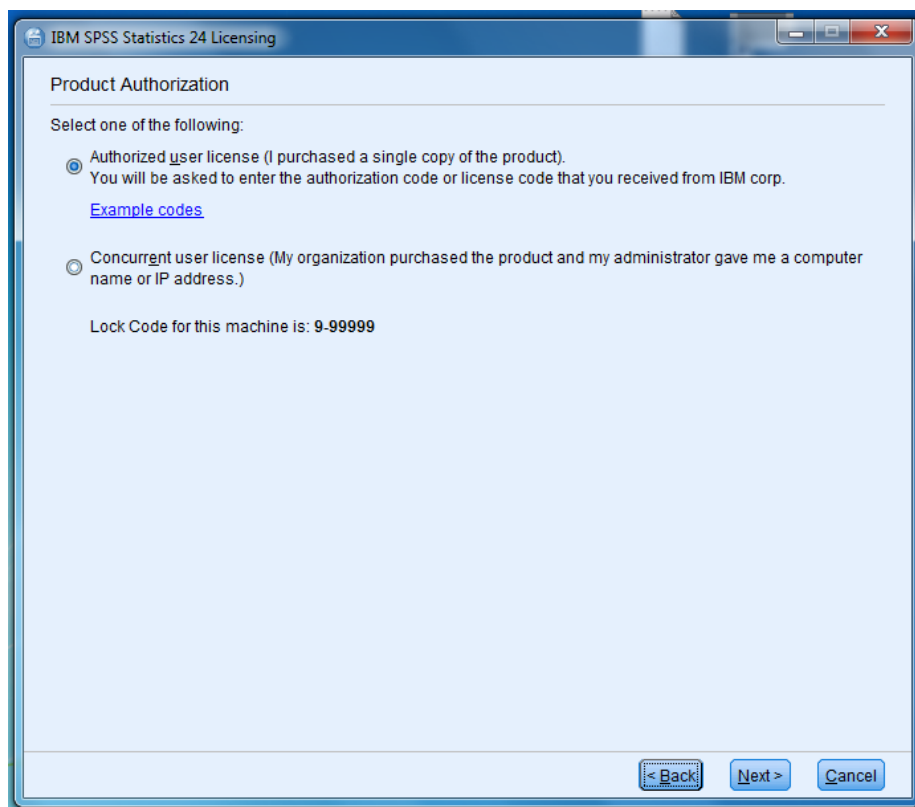 IBM SPSS Statistics 24 Licensing
Product Authorization
Select one of the following:
Authorized user license (I purchased a single copy of the product).
You will be asked to enter the authorization code or license code that you received from IBM corp.
Example codes
Concurrent user license (My organization purchased the product and my administrator gave me a computer
name or IP address.)
Lock Code for this machine is: 9-99999
< Back Next > Cancel